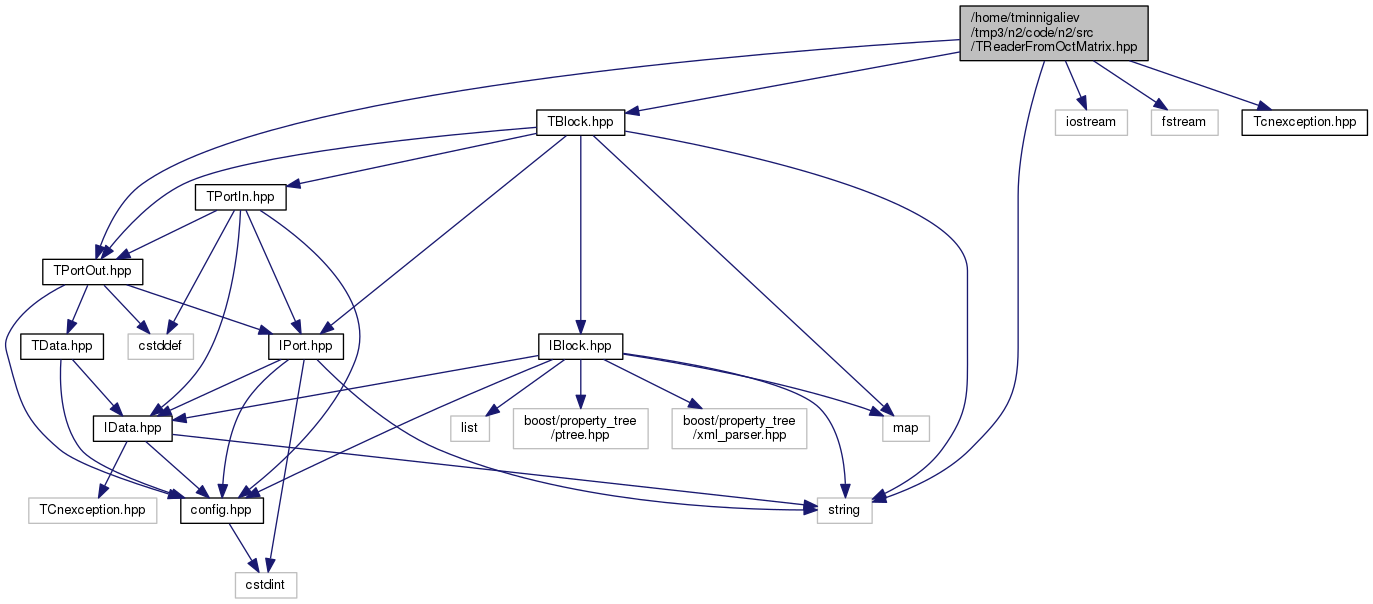 /home/tminnigaliev
/tmp3/n2/code/n2/src
/TReaderFromOctMatrix.hpp
TBlock.hpp
iostream
fstream
Tcnexception.hpp
TPortIn.hpp
TPortOut.hpp
TData.hpp
cstddef
IPort.hpp
IBlock.hpp
IData.hpp
list
boost/property_tree
/ptree.hpp
boost/property_tree
/xml_parser.hpp
map
TCnexception.hpp
config.hpp
string
cstdint